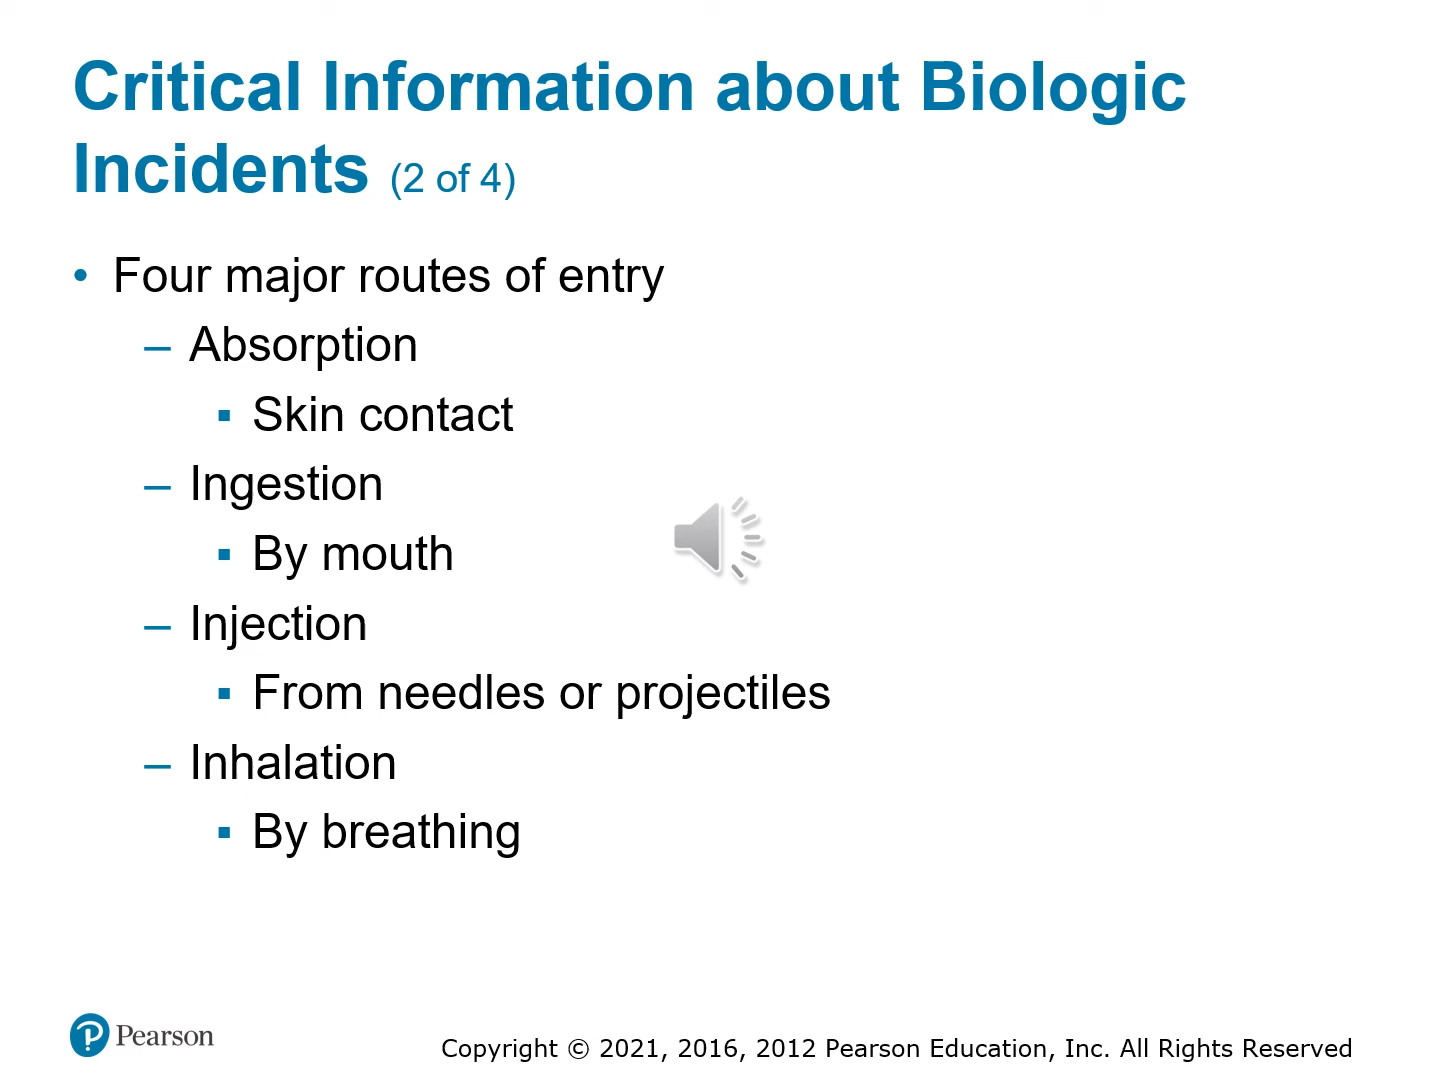 Critical Information about Biologic
Incidents (2 of 4)
• Four major routes of entry
– Absorption
▪ Skin contact
– Ingestion
▪ By mouth
– Injection
▪ From needles or projectiles
– Inhalation
▪ By breathing
Pearson
Copyright © 2021, 2016, 2012 Pearson Education, Inc. All Rights Reserved